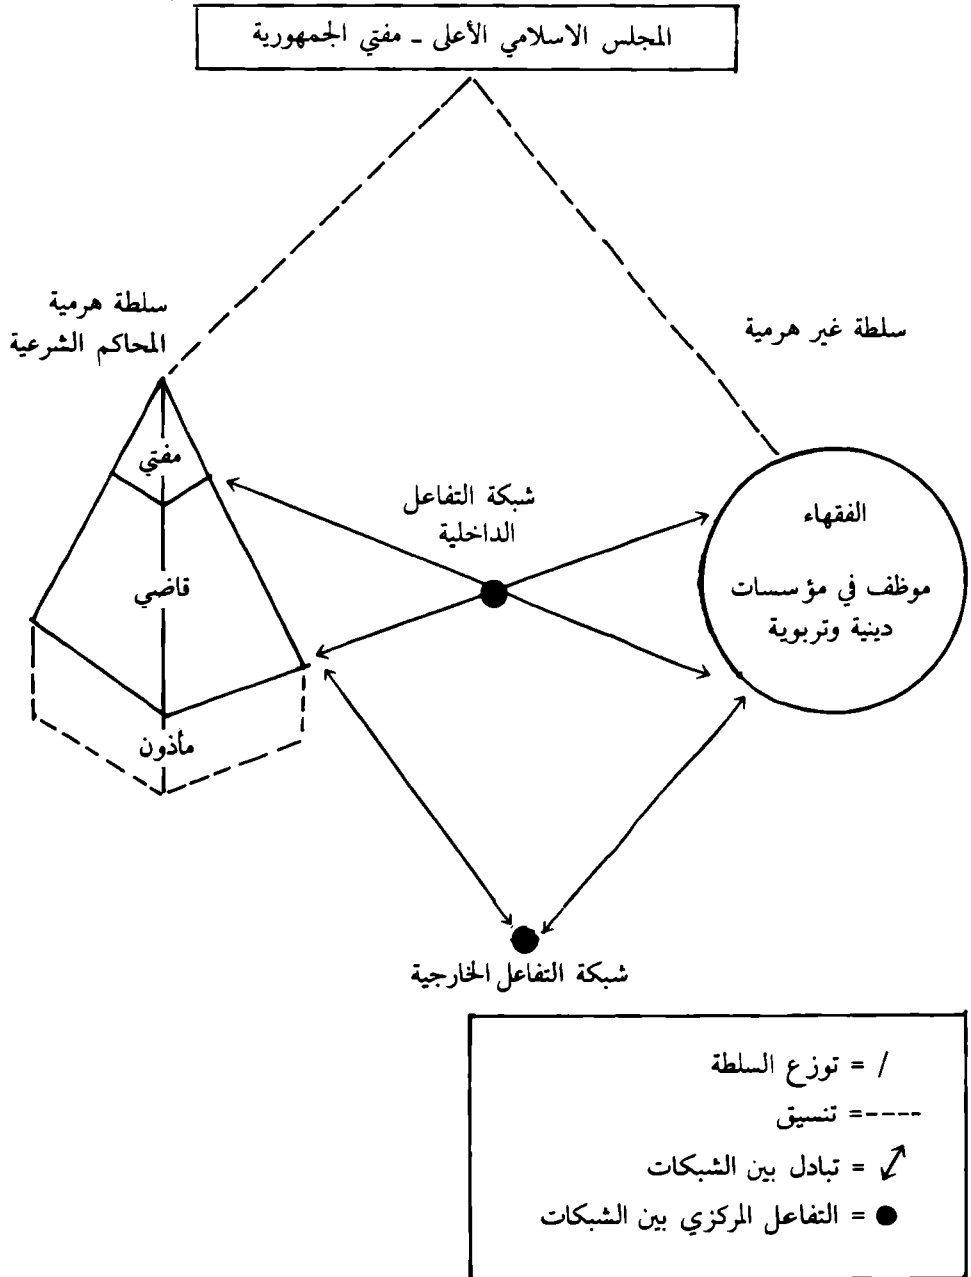 المجلس الاسلامي الأعلى - مفتي الجمهورية
سلطة هرمية
المحاكم الشرعية
سلطة غير هرمية
مفتي
قاضي
مأذون
شبكة التفاعل
الداخلية
الفقهاء
موظف في مؤسسات
دينية وتربوية
شبكة التفاعل الخارجية
/ = توزع السلطة
----= تنسيق
↗ = تبادل بين الشبكات
● = التفاعل المركزي بين الشبكات